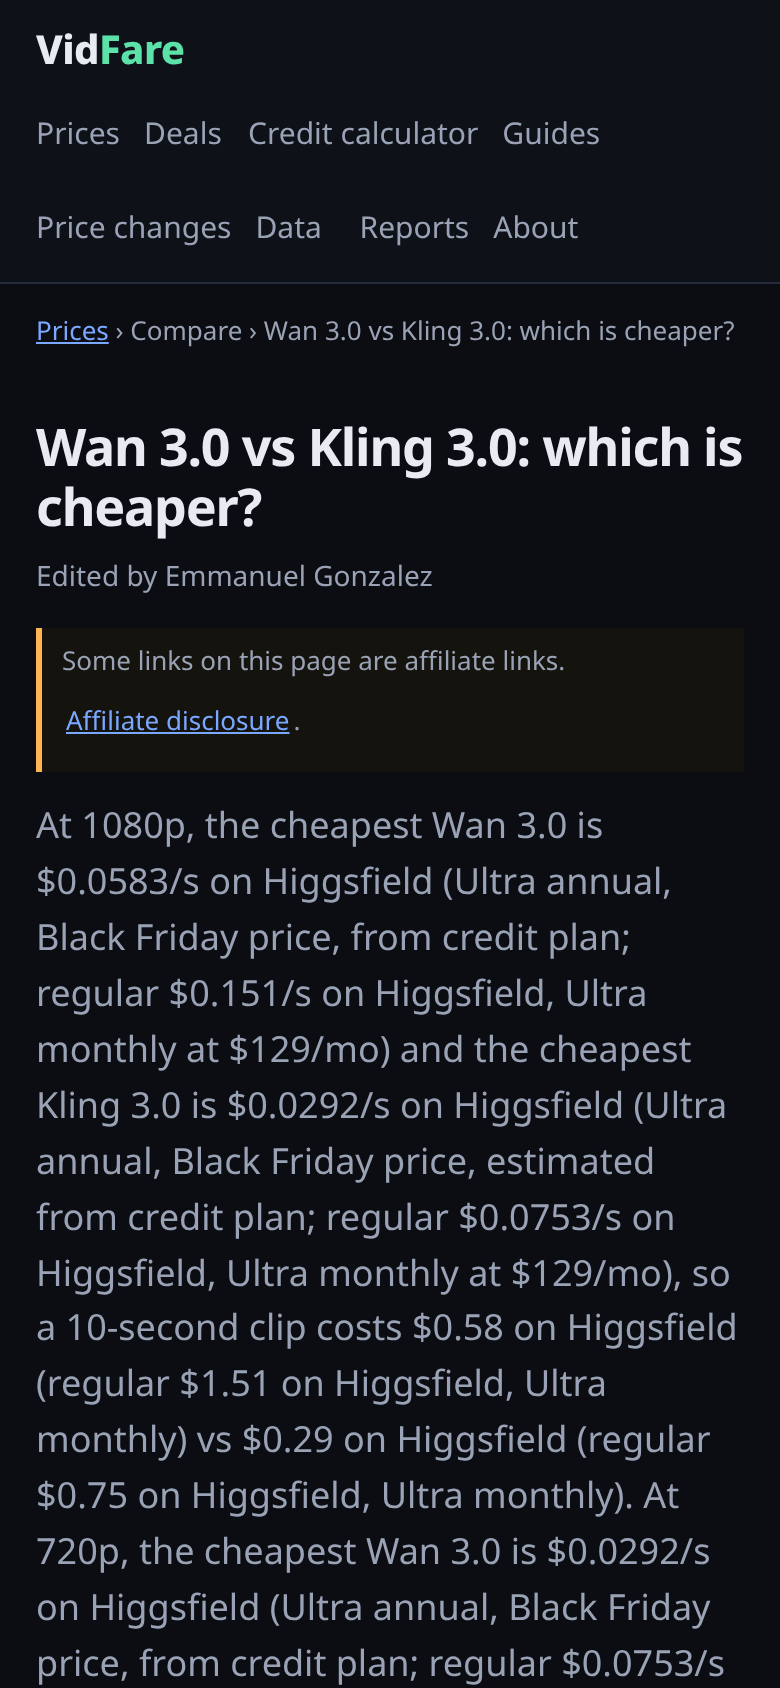 VidFare
Prices Deals Credit calculator Guides
Price changes Data Reports About
Prices › Compare › Wan 3.0 vs Kling 3.0: which is cheaper?
Wan 3.0 vs Kling 3.0: which is
cheaper?
Edited by Emmanuel Gonzalez
Some links on this page are affiliate links.
Affiliate disclosure.
At 1080p, the cheapest Wan 3.0 is
$0.0583/s on Higgsfield (Ultra annual,
Black Friday price, from credit plan;
regular $0.151/s on Higgsfield, Ultra
monthly at $129/mo) and the cheapest
Kling 3.0 is $0.0292/s on Higgsfield (Ultra
annual, Black Friday price, estimated
from credit plan; regular $0.0753/s on
Higgsfield, Ultra monthly at $129/mo), so
a 10-second clip costs $0.58 on Higgsfield
(regular $1.51 on Higgsfield, Ultra
monthly) vs $0.29 on Higgsfield (regular
$0.75 on Higgsfield, Ultra monthly). At
720p, the cheapest Wan 3.0 is $0.0292/s
on Higgsfield (Ultra annual, Black Friday
price, from credit plan; regular $0.0753/s